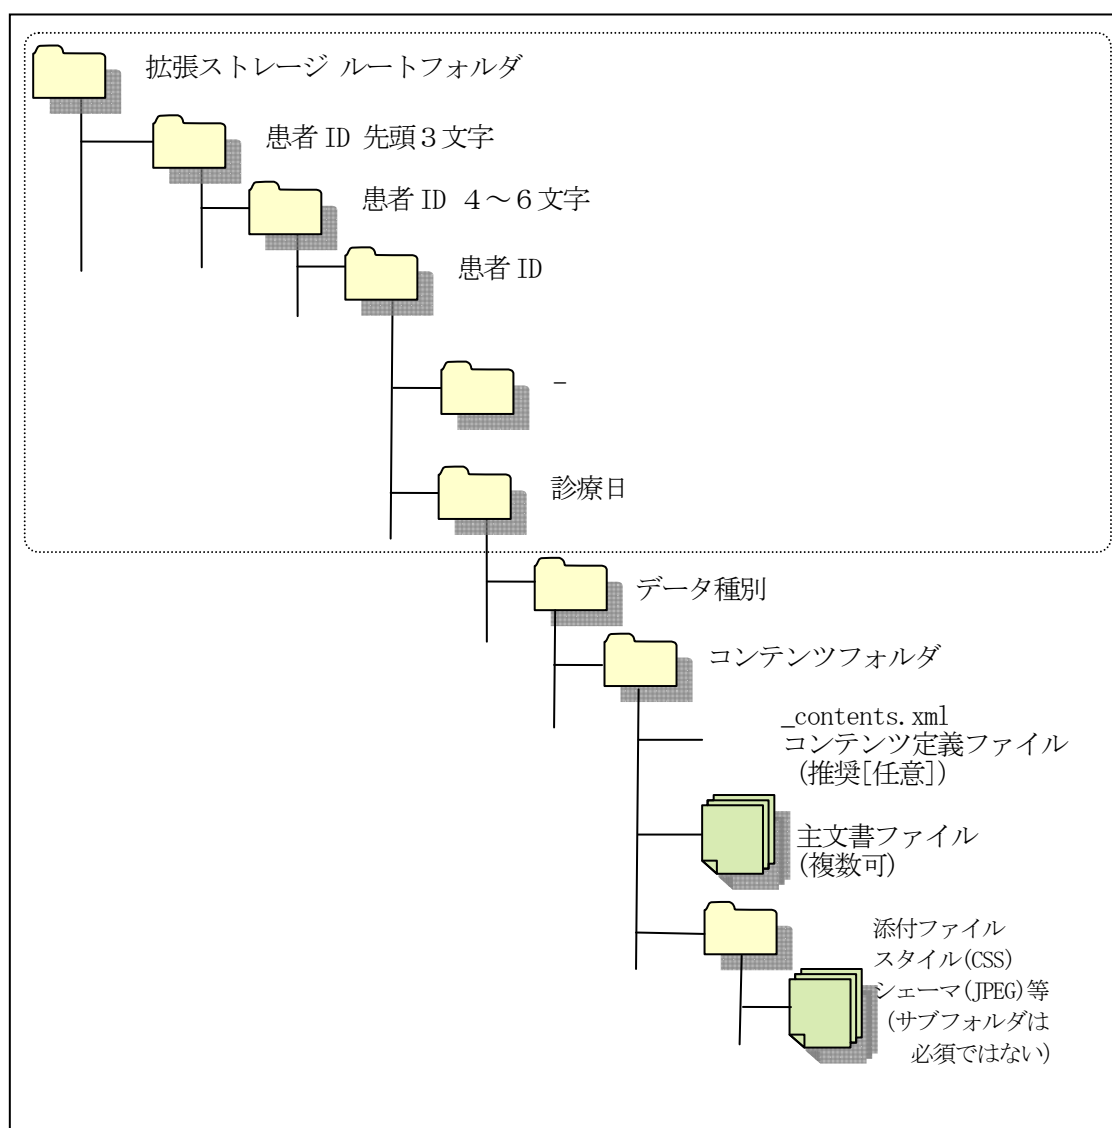 拡張ストレージ ルートフォルダ
患者 ID 先頭３文字
患者 ID ４～６文字
患者 ID
－
診療日
データ種別
コンテンツフォルダ
_contents.xml
コンテンツ定義ファイル
(推奨[任意])
主文書ファイル
(複数可)
添付ファイル
スタイル(CSS)
シェーマ(JPEG)等
(サブフォルダは
必須ではない)